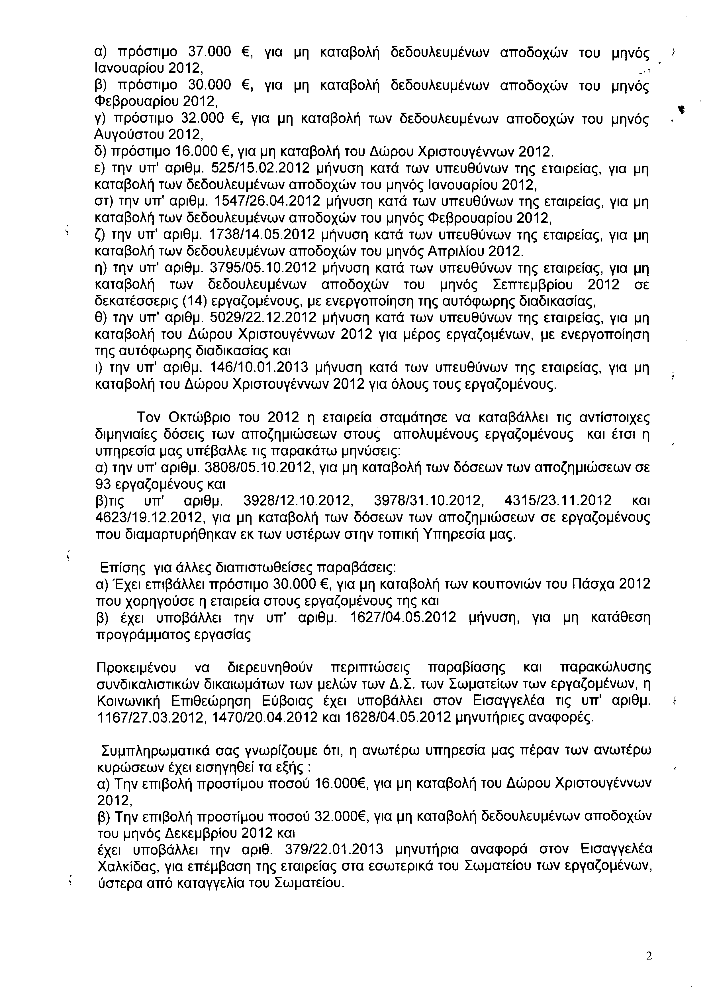 α) πρόστιμο 37.000 €, για μη καταβολή δεδουλευμένων αποδοχών του μηνός
Ιανουαρίου 2012,
β) πρόστιμο 30.000 €, για μη καταβολή δεδουλευμένων αποδοχών του μηνός
Φεβρουαρίου 2012,
γ) πρόστιμο 32.000 €, για μη καταβολή των δεδουλευμένων αποδοχών του μηνός
Αυγούστου 2012,
δ) πρόστιμο 16.000 €, για μη καταβολή του Δώρου Χριστουγέννων 2012.
ε) την υπ' αριθμ. 525/15.02.2012 μήνυση κατά των υπευθύνων της εταιρείας, για μη
καταβολή των δεδουλευμένων αποδοχών του μηνός Ιανουαρίου 2012,
στ) την υπ' αριθμ. 1547/26.04.2012 μήνυση κατά των υπευθύνων της εταιρείας, για μη
καταβολή των δεδουλευμένων αποδοχών του μηνός Φεβρουαρίου 2012,
ζ) την υπ' αριθμ. 1738/14.05.2012 μήνυση κατά των υπευθύνων της εταιρείας, για μη
καταβολή των δεδουλευμένων αποδοχών του μηνός Απριλίου 2012.
η) την υπ' αριθμ. 3795/05.10.2012 μήνυση κατά των υπευθύνων της εταιρείας, για μη
καταβολή των δεδουλευμένων αποδοχών του μηνός Σεπτεμβρίου 2012 σε
δεκατέσσερις (14) εργαζομένους, με ενεργοποίηση της αυτόφωρης διαδικασίας,
θ) την υπ' αριθμ. 5029/22.12.2012 μήνυση κατά των υπευθύνων της εταιρείας, για μη
καταβολή του Δώρου Χριστουγέννων 2012 για μέρος εργαζομένων, με ενεργοποίηση
της αυτόφωρης διαδικασίας και
ι) την υπ' αριθμ. 146/10.01.2013 μήνυση κατά των υπευθύνων της εταιρείας, για μη
καταβολή του Δώρου Χριστουγέννων 2012 για όλους τους εργαζομένους.
Τον Οκτώβριο του 2012 η εταιρεία σταμάτησε να καταβάλλει τις αντίστοιχες
διμηνιαίες δόσεις των αποζημιώσεων στους απολυμένους εργαζομένους και έτσι η
υπηρεσία μας υπέβαλλε τις παρακάτω μηνύσεις:
α) την υπ' αριθμ. 3808/05.10.2012, για μη καταβολή των δόσεων των αποζημιώσεων σε
93 εργαζομένους και
β)τις υπ' αριθμ. 3928/12.10.2012, 3978/31.10.2012, 4315/23.11.2012 και
4623/19.12.2012, για μη καταβολή των δόσεων των αποζημιώσεων σε εργαζομένους
που διαμαρτυρήθηκαν εκ των υστέρων στην τοπική Υπηρεσία μας.
Επίσης για άλλες διαπιστωθείσες παραβάσεις:
α) Έχει επιβάλλει πρόστιμο 30.000 €, για μη καταβολή των κουπονιών του Πάσχα 2012
που χορηγούσε η εταιρεία στους εργαζομένους της και
β) έχει υποβάλλει την υπ' αριθμ. 1627/04.05.2012 μήνυση, για μη κατάθεση
προγράμματος εργασίας
Προκειμένου να διερευνηθούν περιπτώσεις παραβίασης και παρακώλυσης
συνδικαλιστικών δικαιωμάτων των μελών των Δ.Σ. των Σωματείων των εργαζομένων, η
Κοινωνική Επιθεώρηση Εύβοιας έχει υποβάλλει στον Εισαγγελέα τις υπ' αριθμ.
1167/27.03.2012, 1470/20.04.2012 και 1628/04.05.2012 μηνυτήριες αναφορές.
Συμπληρωματικά σας γνωρίζουμε ότι, η ανωτέρω υπηρεσία μας πέραν των ανωτέρω
κυρώσεων έχει εισηγηθεί τα εξής :
α) Την επιβολή προστίμου ποσού 16.000€, για μη καταβολή του Δώρου Χριστουγέννων
2012,
β) Την επιβολή προστίμου ποσού 32.000€, για μη καταβολή δεδουλευμένων αποδοχών
του μηνός Δεκεμβρίου 2012 και
έχει υποβάλλει την αριθ. 379/22.01.2013 μηνυτήρια αναφορά στον Εισαγγελέα
Χαλκίδας, για επέμβαση της εταιρείας στα εσωτερικά του Σωματείου των εργαζομένων,
ύστερα από καταγγελία του Σωματείου.
2